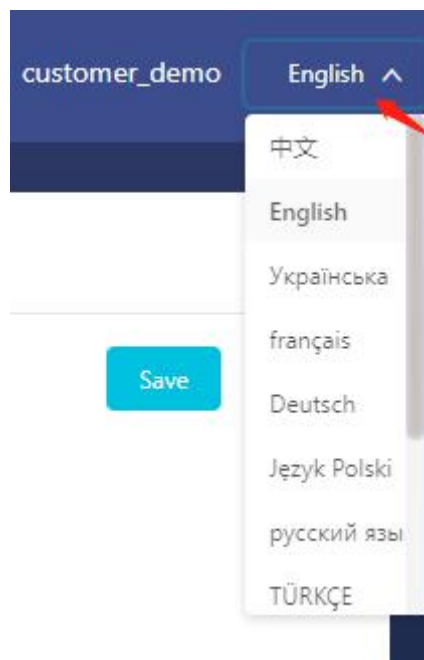 customer_demo
English
中文
English
Українська
français
Save
Deutsch
Język Polski
русский язы
TÜRKÇE